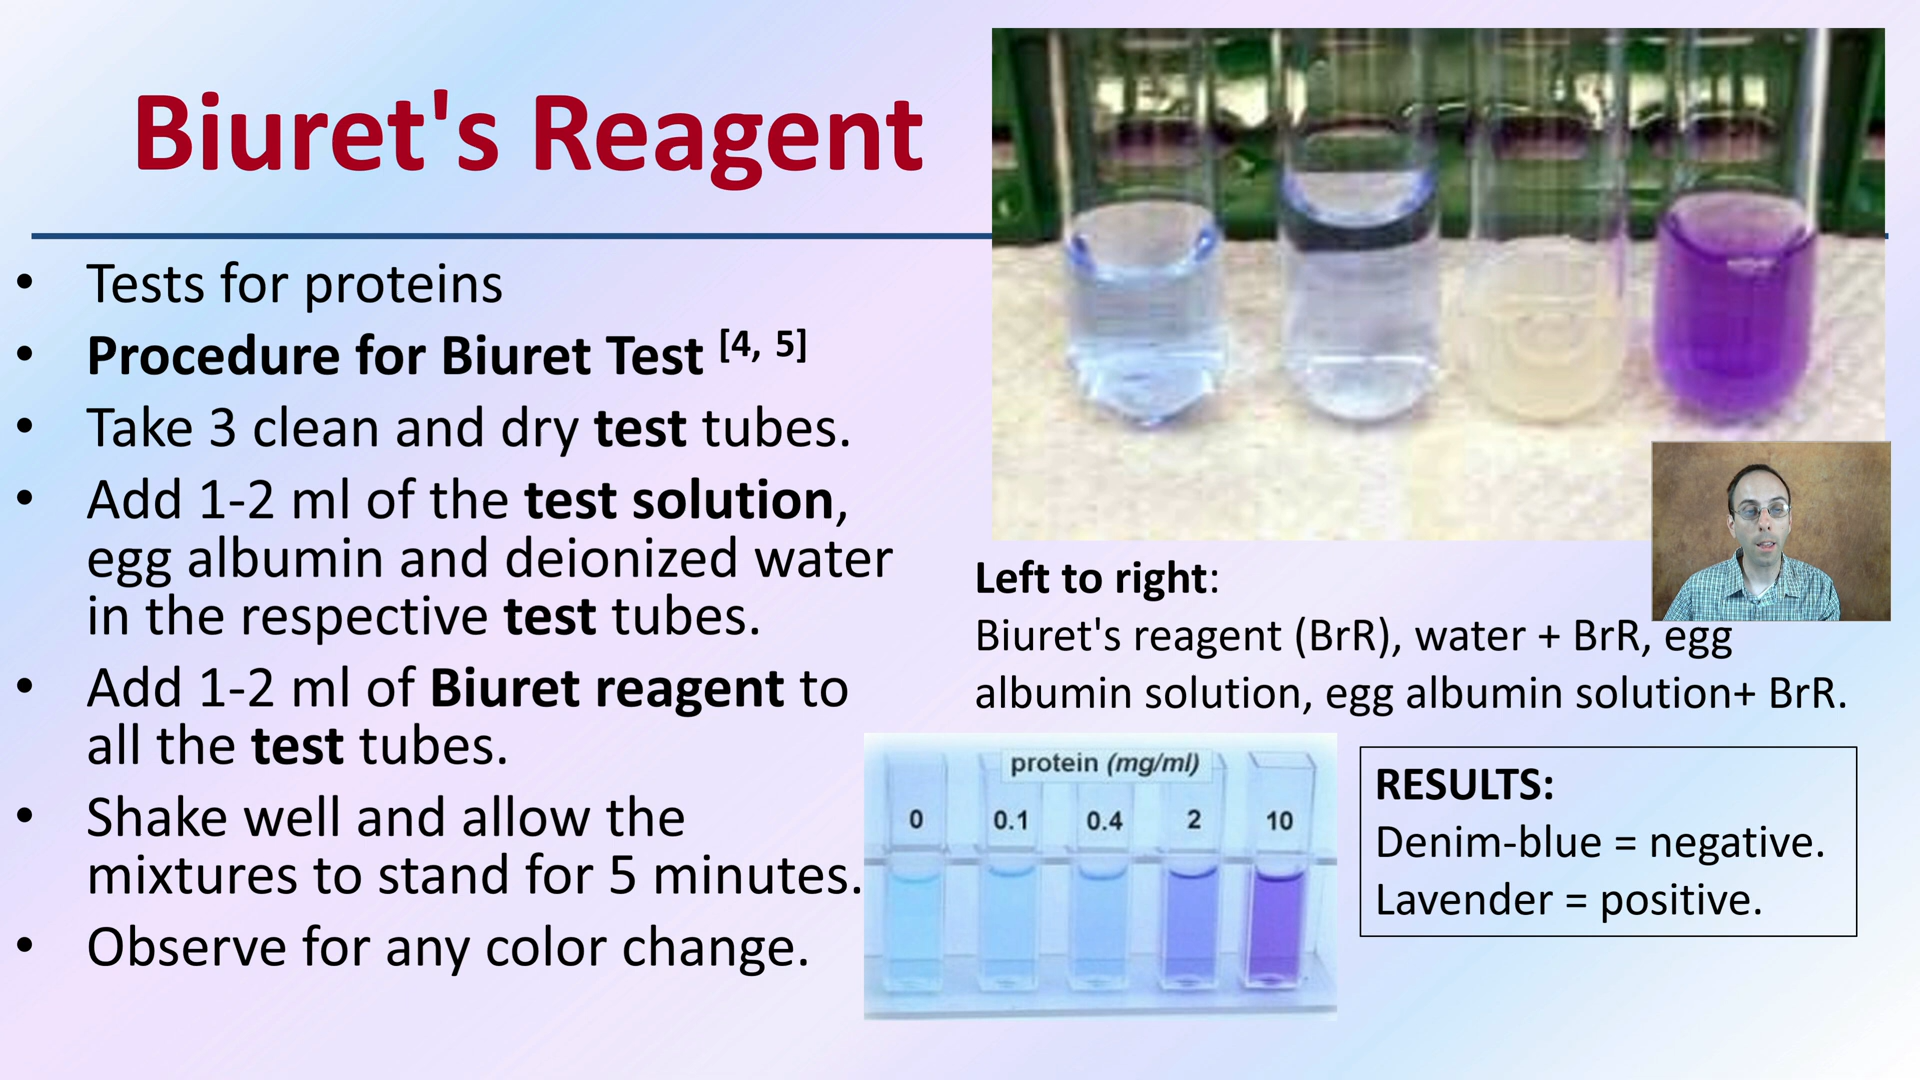 Biuret's Reagent
• Tests for proteins
• Procedure for Biuret Test [4, 5]
• Take 3 clean and dry test tubes.
• Add 1-2 ml of the test solution,
egg albumin and deionized water
in the respective test tubes.
• Add 1-2 ml of Biuret reagent to
all the test tubes.
• Shake well and allow the
mixtures to stand for 5 minutes.
• Observe for any color change.
Left to right:
Biuret's reagent (BrR), water + BrR, egg
albumin solution, egg albumin solution+ BrR.
protein (mg/ml)
0 0.1 0.4 2 10
RESULTS:
Denim-blue = negative.
Lavender = positive.